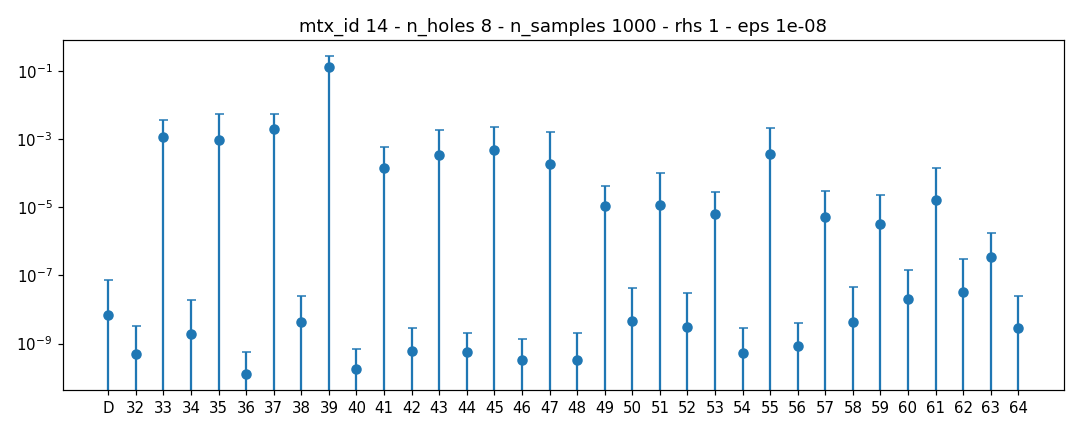 mtx_id 14 - n_holes 8 - n_samples 1000 - rhs 1 - eps 1e-08
10⁻¹
10⁻³
10⁻⁵
10⁻⁷
10⁻⁹
D 32 33 34 35 36 37 38 39 40 41 42 43 44 45 46 47 48 49 50 51 52 53 54 55 56 57 58 59 60 61 62 63 64